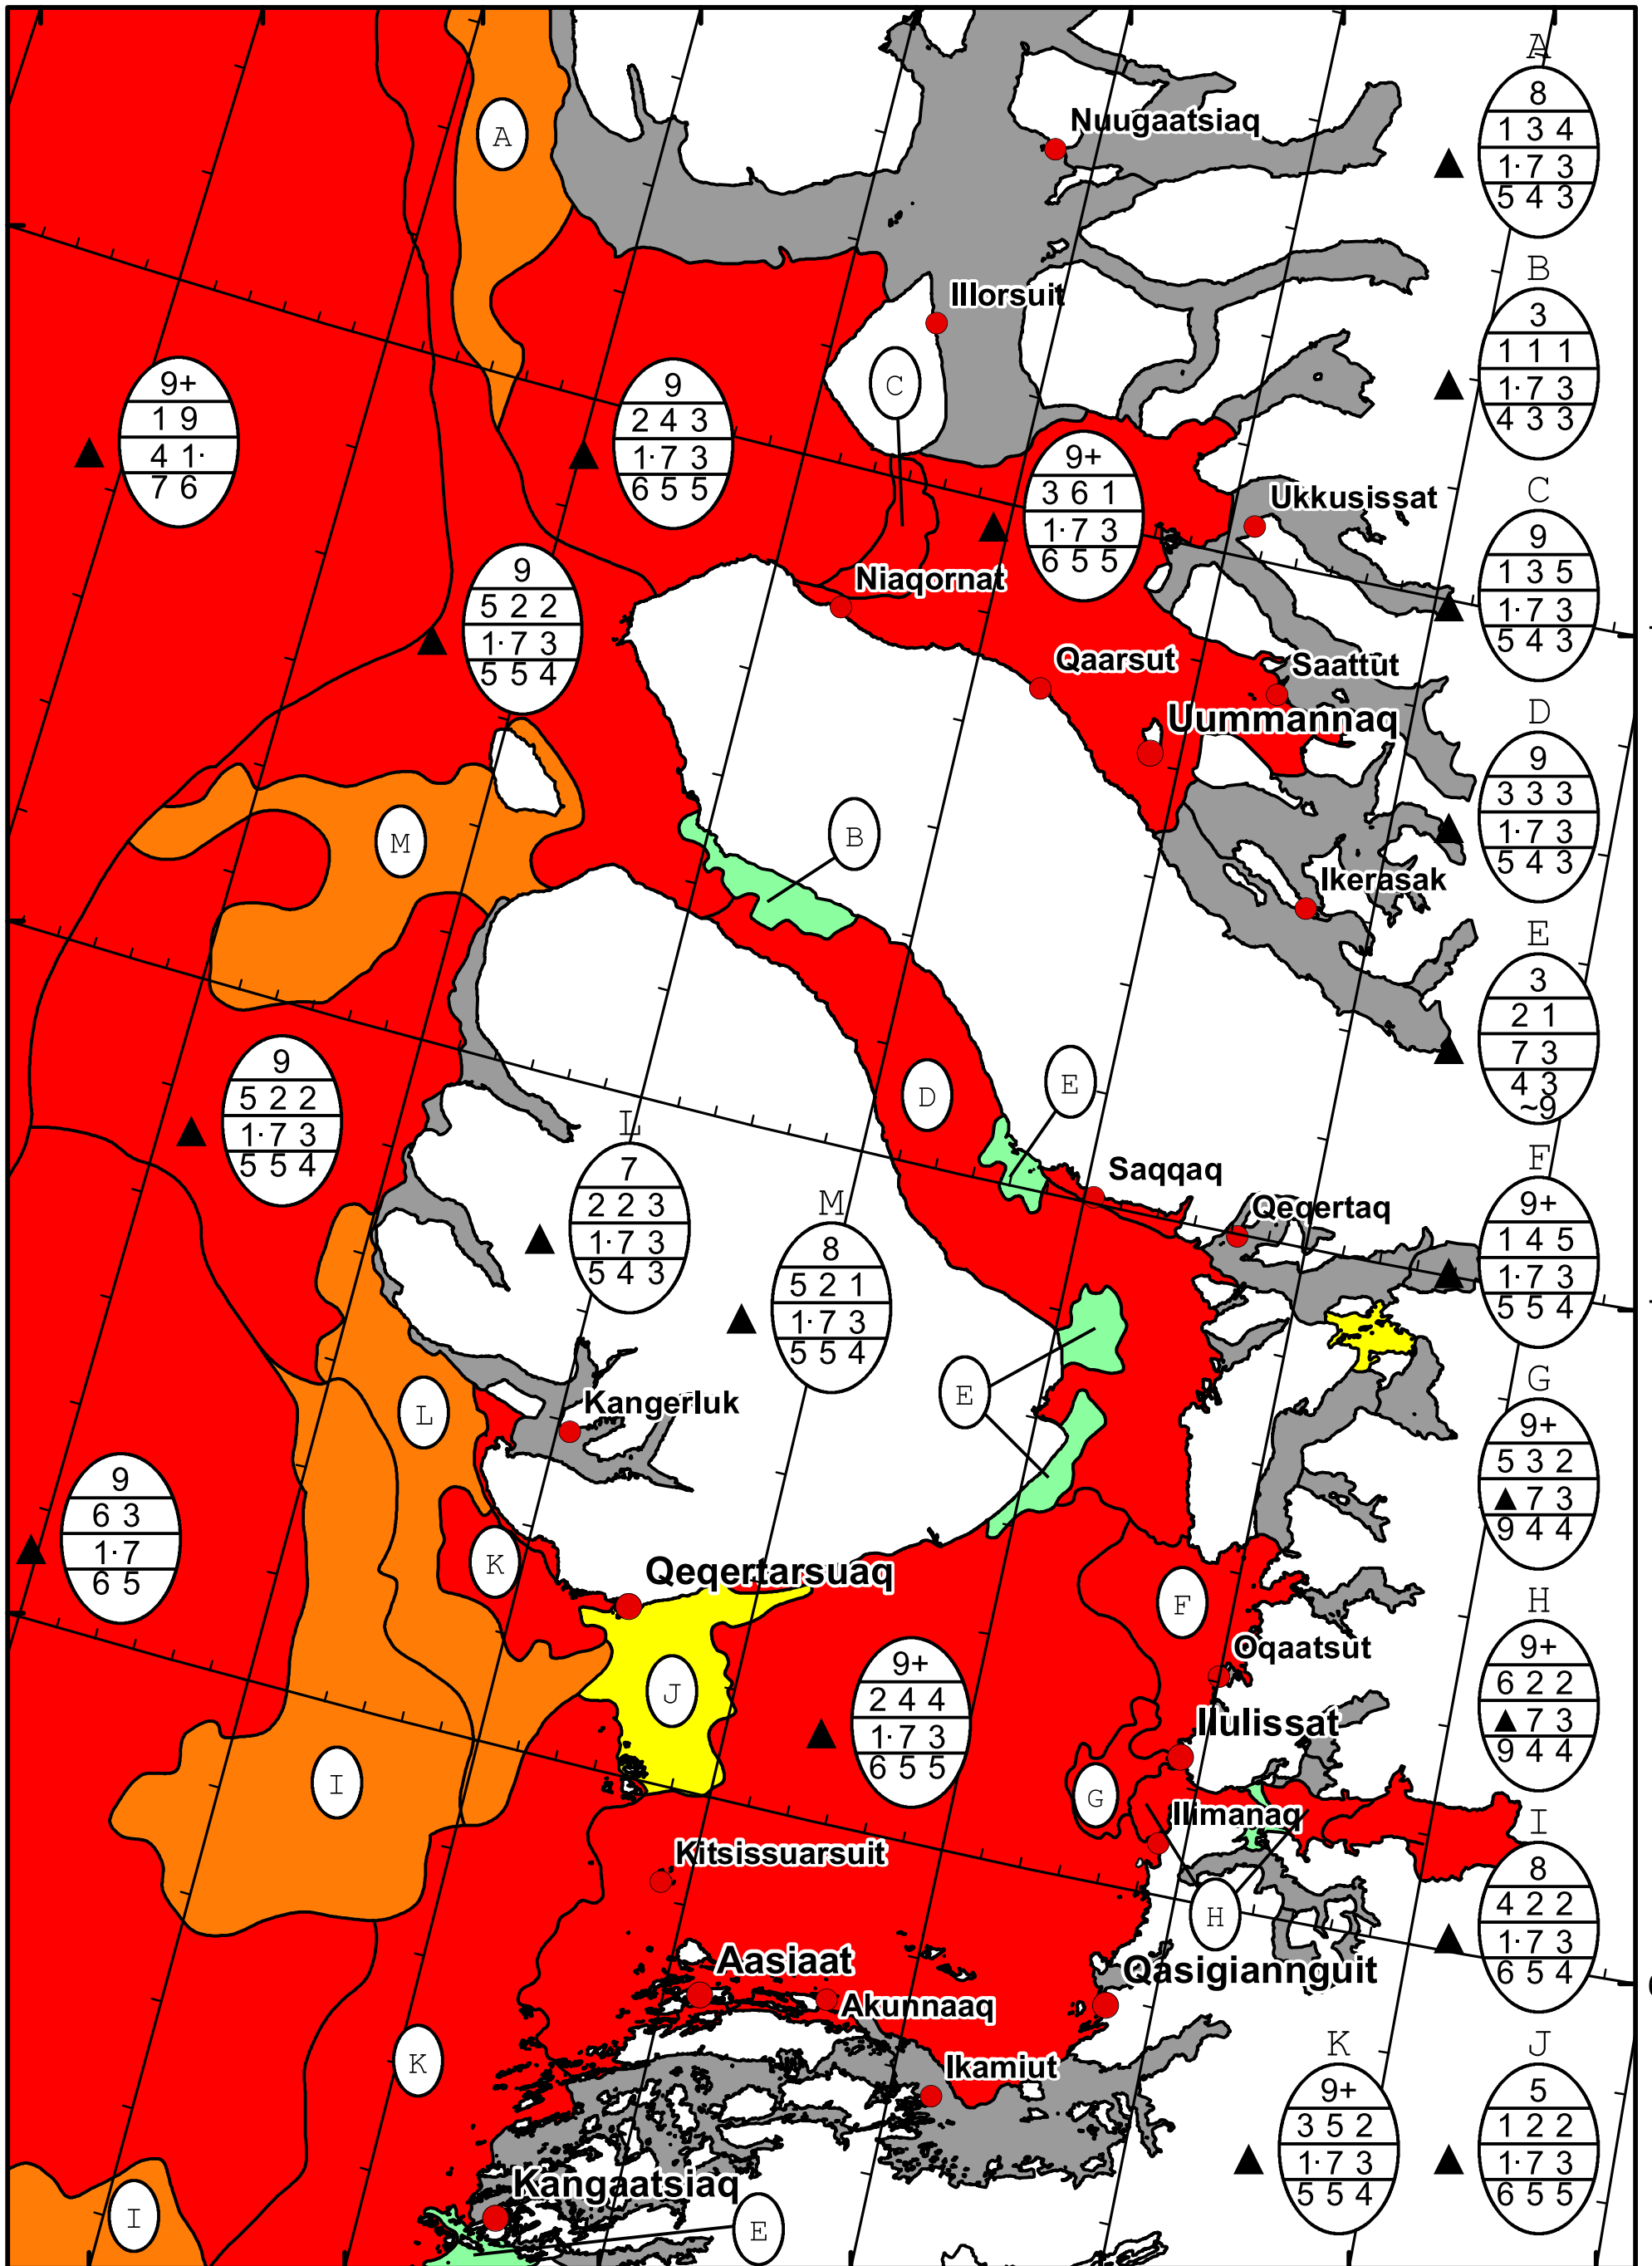 A
8
1 3 4
1· 7 3
5 4 3
A
Nuugaatsiaq
B
3
1 1 1
1· 7 3
4 3 3
Illorsuit
9+
1 9
4 1·
7 6
9
2 4 3
1· 7 3
6 5 5
C
9+
3 6 1
1· 7 3
6 5 5
Ukkusissat
C
9
1 3 5
1· 7 3
5 4 3
9
5 2 2
1· 7 3
5 5 4
Niaqornat
Qaarsut
Saattut
Uummannaq
D
9
3 3 3
1· 7 3
5 4 3
M
B
Ikerasak
E
3
2 1
7 3
4 3
~9
9
5 2 2
1· 7 3
5 5 4
D
E
L
7
2 2 3
1· 7 3
5 4 3
M
8
5 2 1
1· 7 3
5 5 4
Saqqaq
Qeqertaq
F
9+
1 4 5
1· 7 3
5 5 4
L
Kangerluk
E
G
9+
5 3 2
▲ 7 3
9 4 4
9
6 3
1· 7
6 5
K
Qeqertarsuaq
F
H
9+
6 2 2
▲ 7 3
9 4 4
J
9+
2 4 4
1· 7 3
6 5 5
Oqaatsut
Ilulissat
I
G
Ilimanaq
Kitsissuarsuit
H
I
8
4 2 2
1· 7 3
6 5 4
Aasiaat
Akunnaaq
Qasigiannguit
K
Ikamiut
K
9+
3 5 2
1· 7 3
5 5 4
J
5
1 2 2
1· 7 3
6 5 5
Kangaatsiaq
I
E